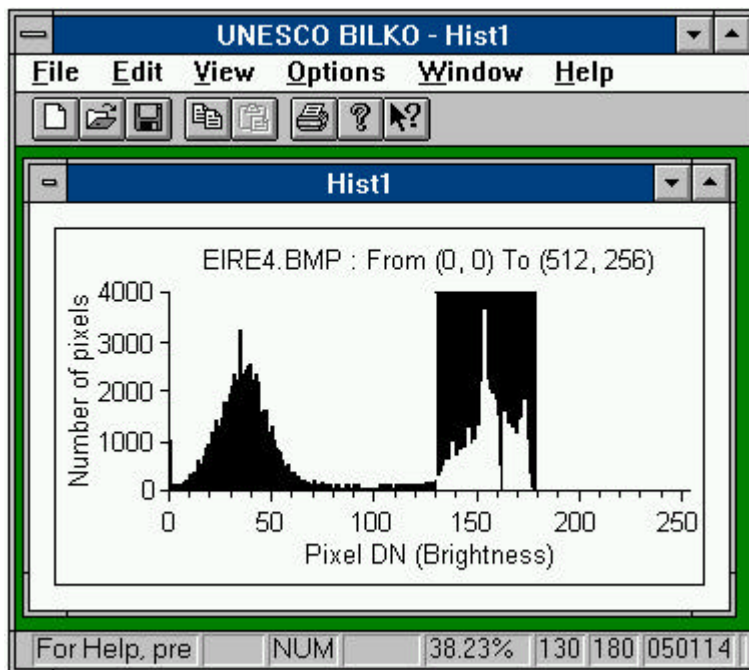 UNESCO BILKO - Hist1
File Edit View Options Window Help
Hist1
EIRE4.BMP : From (0, 0) To (512, 256)
Number of pixels
4000
3000
2000
1000
0
0 50 100 150 200 250
Pixel DN (Brightness)
For Help, pre NUM 38.23% 130 180 050114